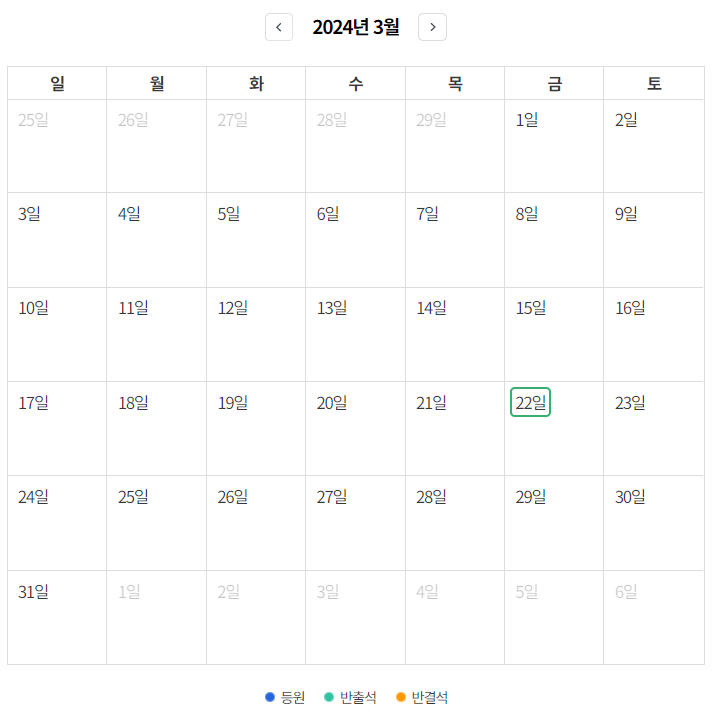 2024년 3월
일 월 화 수 목 금 토
25일 26일 27일 28일 29일 1일 2일
3일 4일 5일 6일 7일 8일 9일
10일 11일 12일 13일 14일 15일 16일
17일 18일 19일 20일 21일 22일 23일
24일 25일 26일 27일 28일 29일 30일
31일 1일 2일 3일 4일 5일 6일
등원 반출석 반결석